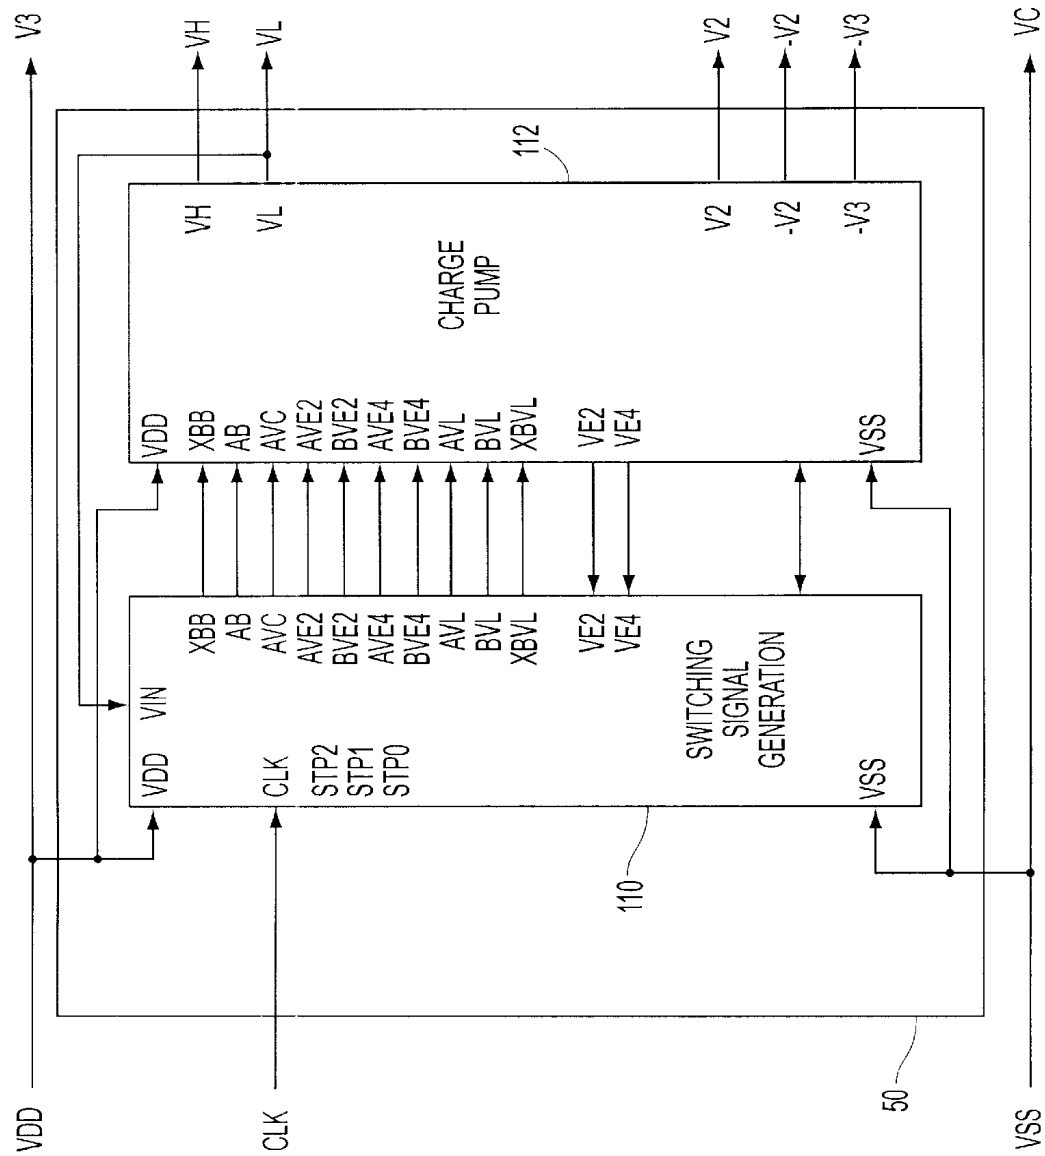 VDD
V3
VH
VL
VDD
VIN
CLK
STP2
STP1
STP0
XBB
AB
AVC
AVE2
BVE2
AVE4
BVE4
AVL
BVL
XBVL
VE2
VE4
SWITCHING
SIGNAL
GENERATION
VSS
110
VDD
XBB
AB
AVC
AVE2
BVE2
AVE4
BVE4
AVL
BVL
XBVL
VE2
VE4
VSS
CHARGE
PUMP
VH
VL
V2
-V2
-V3
112
V2
-V2
-V3
CLK
50
VSS
VC